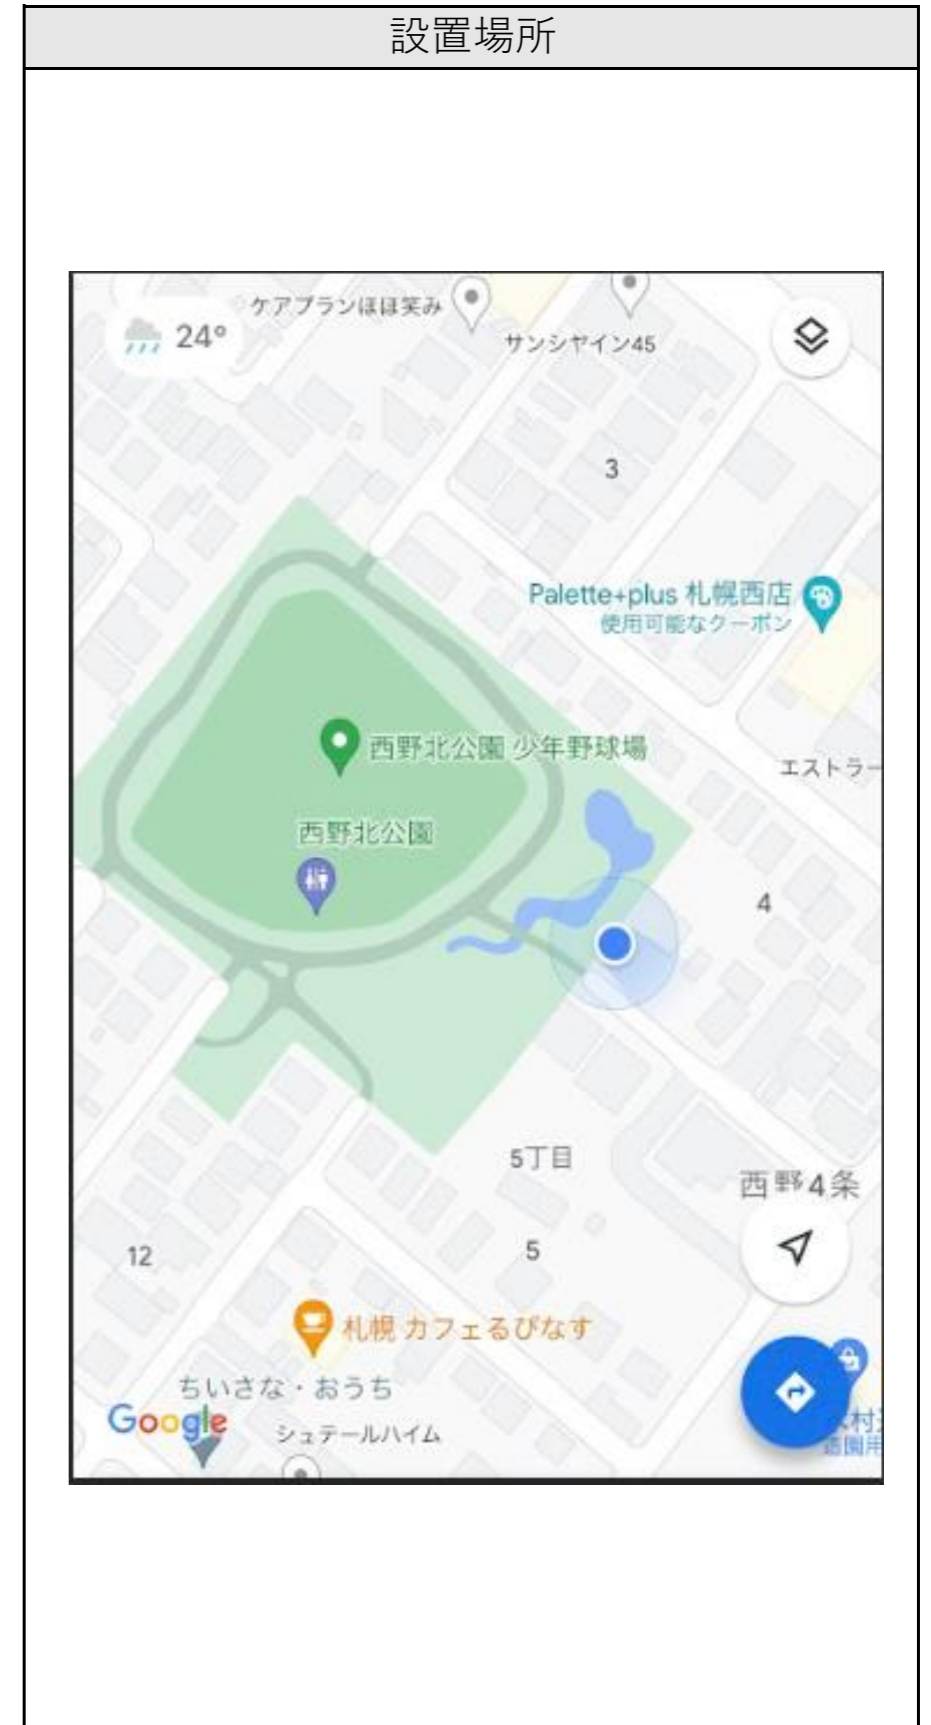 設置場所
ケアプランほほ笑み
24°
サンシヤイン45
3
Palette+plus 札幌西店
使用可能なクーポン
西野北公園 少年野球場
エストラー
西野北公園
4
5丁目
西野4条
12
5
札幌 カフェるぴなす
ちいさな・おうち
Google
シュテールハイム